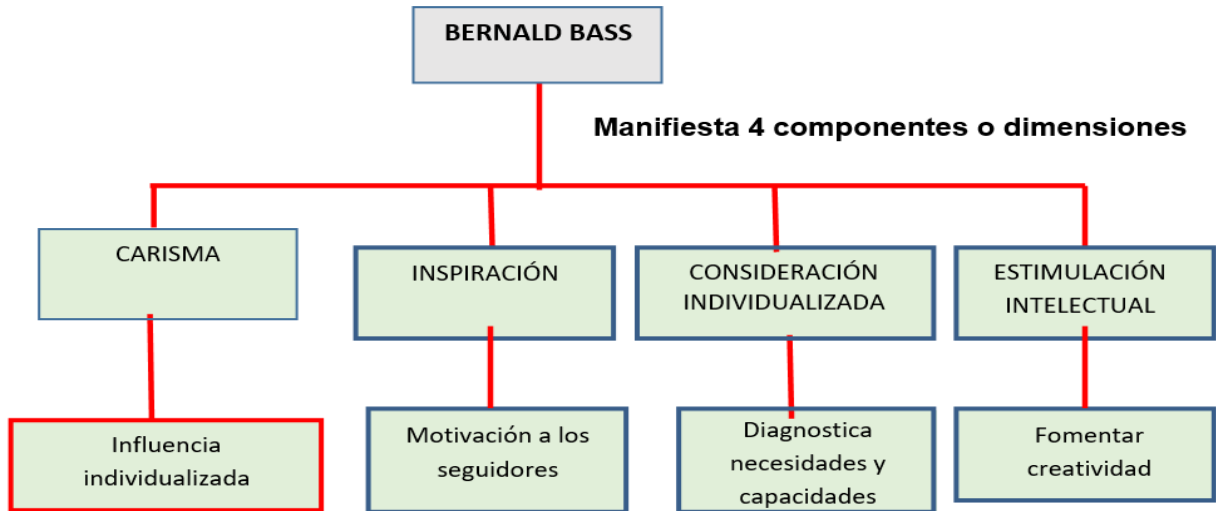 BERNALD BASS
Manifiesta 4 componentes o dimensiones
CARISMA
INSPIRACIÓN
CONSIDERACIÓN
INDIVIDUALIZADA
ESTIMULACIÓN
INTELECTUAL
Influencia
individualizada
Motivación a los
seguidores
Diagnostica
necesidades y
capacidades
Fomentar
creatividad